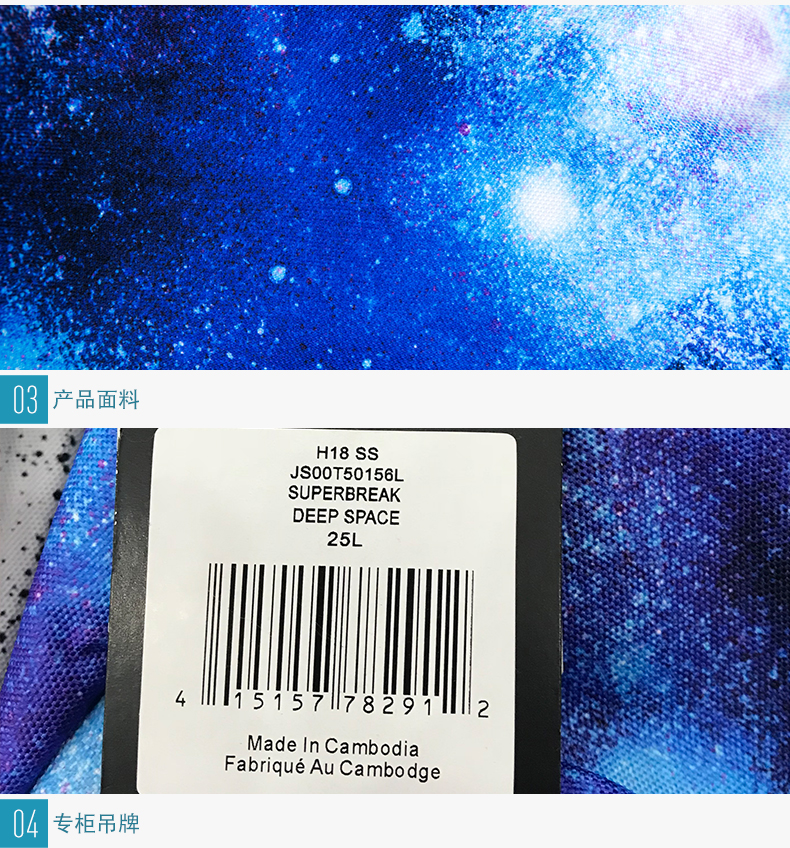 03 产品面料
H18 SS
JS00T50156L
SUPERBREAK
DEEP SPACE
25L
4 15157 78291 2
Made In Cambodia
Fabriqué Au Cambodge
04 专柜吊牌